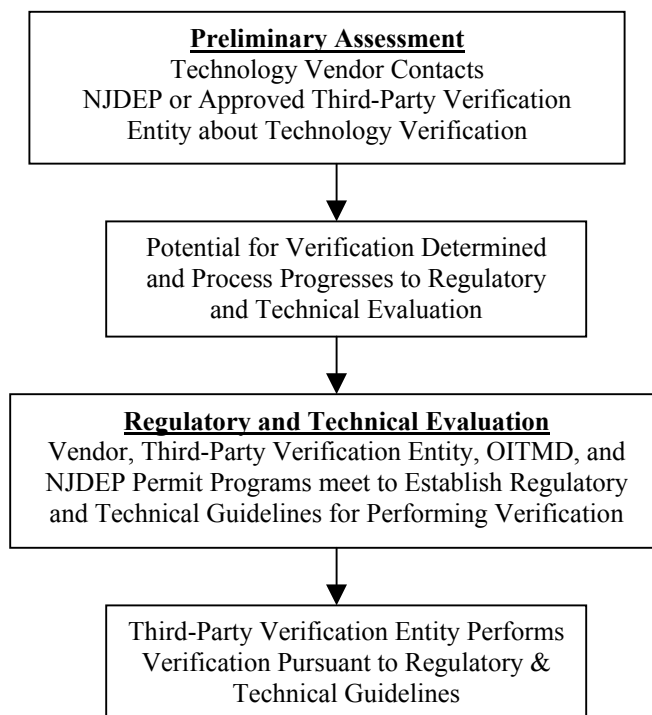 Preliminary Assessment
Technology Vendor Contacts
NJDEP or Approved Third-Party Verification
Entity about Technology Verification
Potential for Verification Determined
and Process Progresses to Regulatory
and Technical Evaluation
Regulatory and Technical Evaluation
Vendor, Third-Party Verification Entity, OITMD, and
NJDEP Permit Programs meet to Establish Regulatory
and Technical Guidelines for Performing Verification
Third-Party Verification Entity Performs
Verification Pursuant to Regulatory &
Technical Guidelines